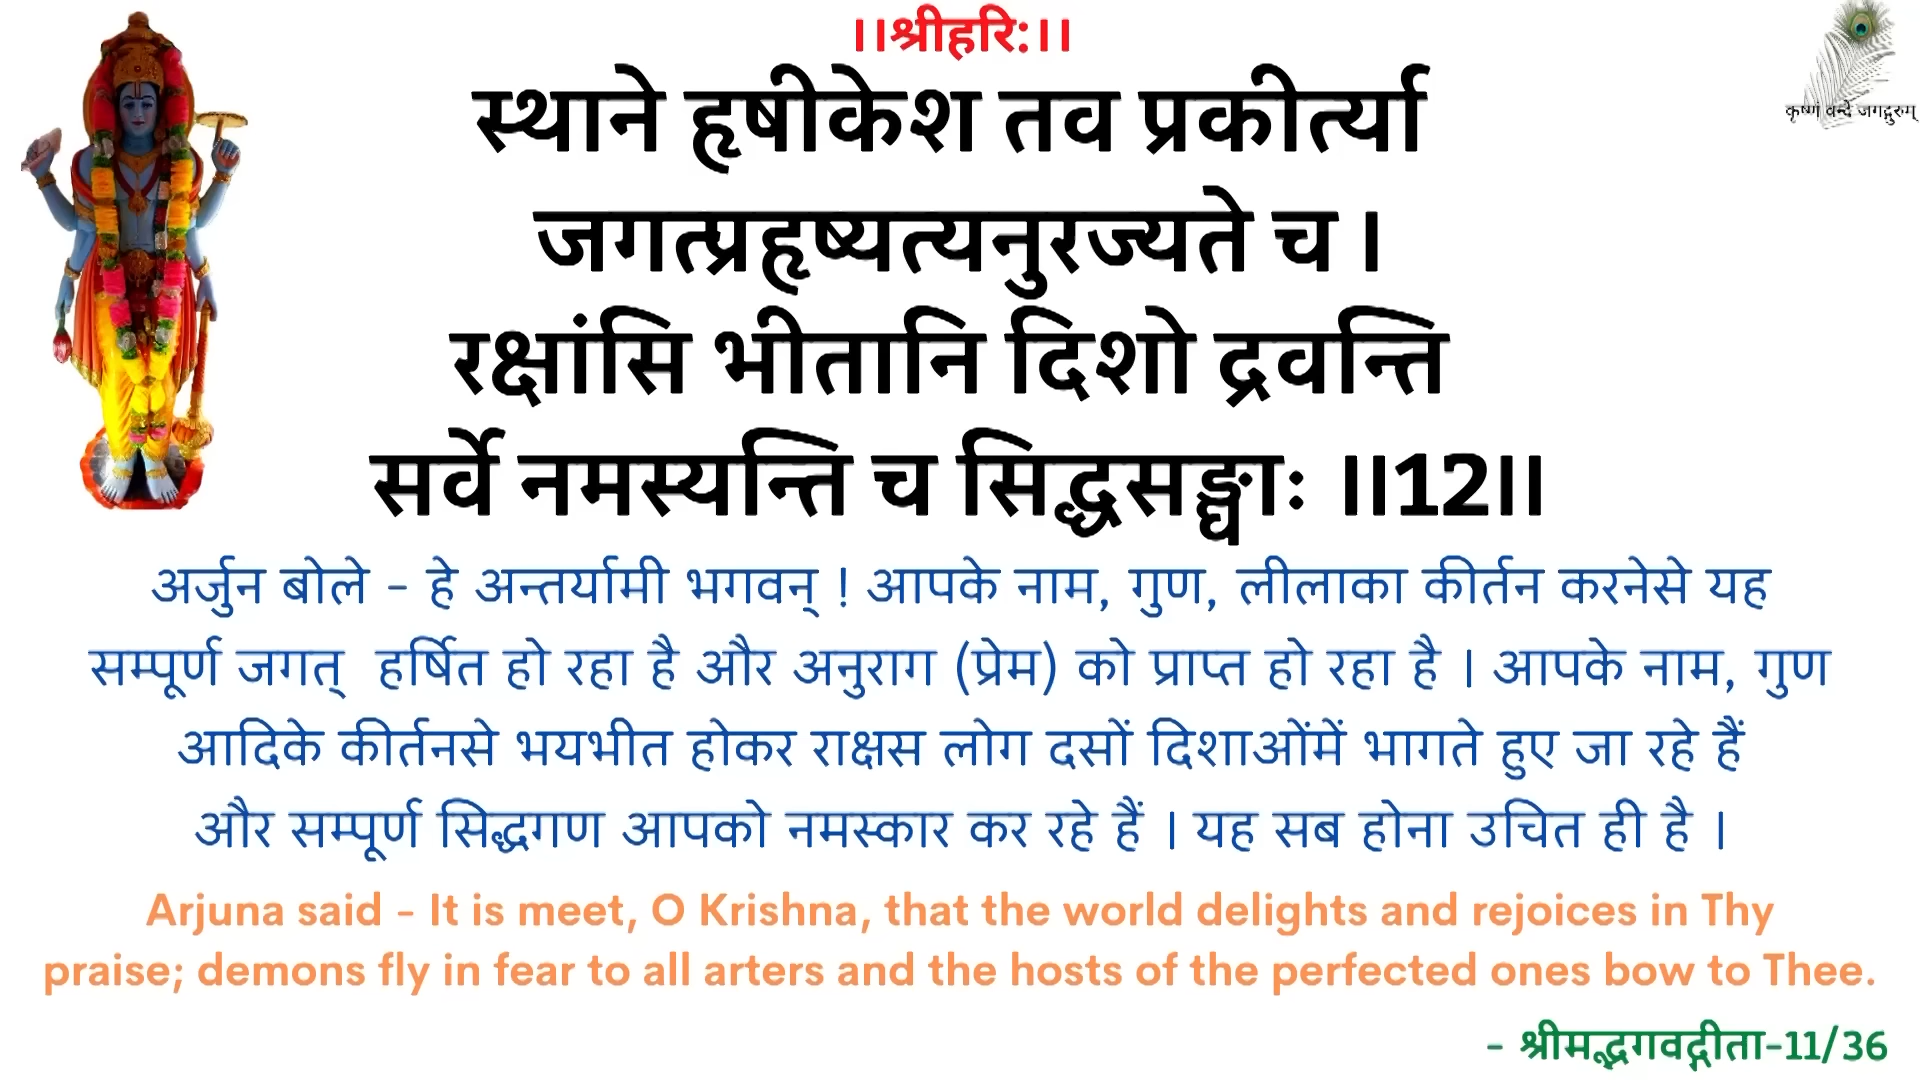 ।।श्रीहरि:।।
कृष्णं वन्दे जगद्गुरुम्
स्थाने हृषीकेश तव प्रकीर्त्या
जगत्प्रहृष्यत्यनुरज्यते च ।
रक्षांसि भीतानि दिशो द्रवन्ति
सर्वे नमस्यन्ति च सिद्धसङ्घाः ॥12॥
अर्जुन बोले - हे अन्तर्यामी भगवन् ! आपके नाम, गुण, लीलाका कीर्तन करनेसे यह
सम्पूर्ण जगत् हर्षित हो रहा है और अनुराग (प्रेम) को प्राप्त हो रहा है । आपके नाम, गुण
आदिके कीर्तनसे भयभीत होकर राक्षस लोग दसों दिशाओंमें भागते हुए जा रहे हैं
और सम्पूर्ण सिद्धगण आपको नमस्कार कर रहे हैं । यह सब होना उचित ही है ।
Arjuna said - It is meet, O Krishna, that the world delights and rejoices in Thy
praise; demons fly in fear to all arters and the hosts of the perfected ones bow to Thee.
- श्रीमद्भगवद्गीता-11/36